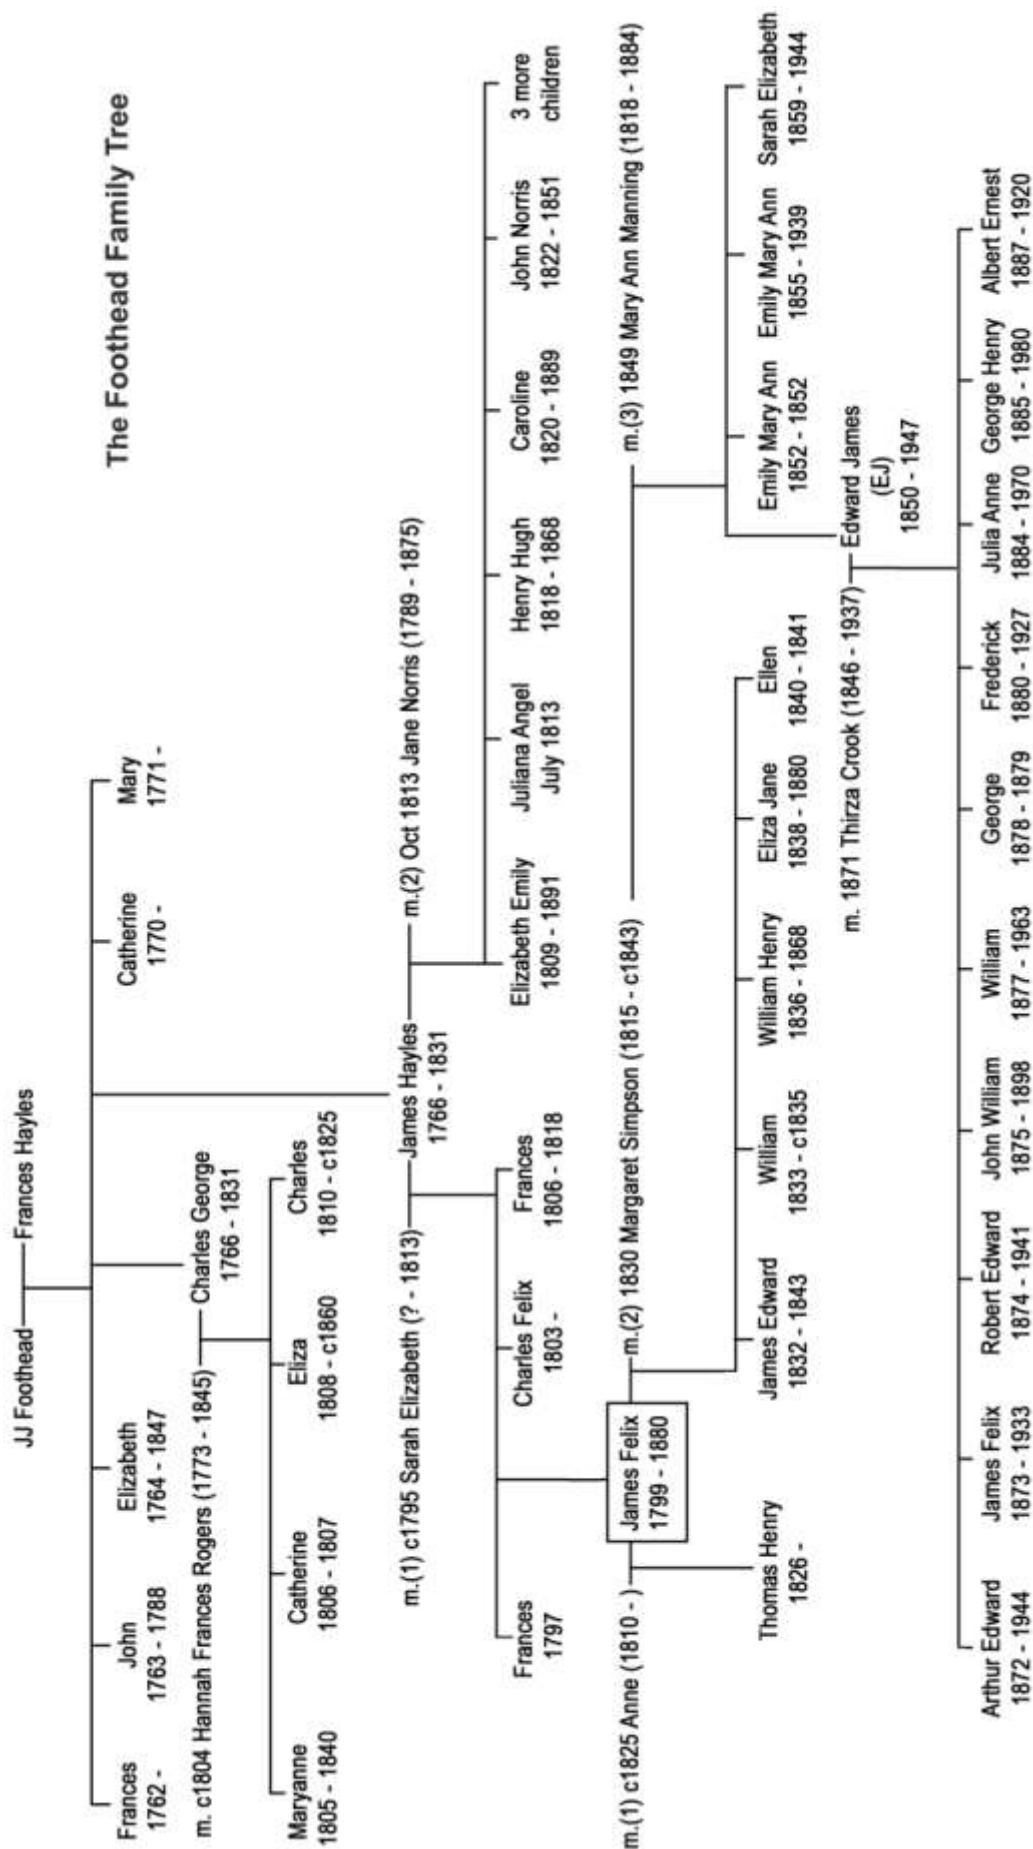 The Foothead Family Tree
JJ Foothead
Frances Hayles
Frances
1762 -
John
1763 - 1788
Elizabeth
1764 - 1847
Catherine
1770 -
Mary
1771 -
m. c1804 Hannah Frances Rogers (1773 - 1845)
Charles George
1766 - 1831
Maryanne
1805 - 1840
Catherine
1806 - 1807
Eliza
1808 - c1860
Charles
1810 - c1825
m.(1) c1795 Sarah Elizabeth (? - 1813)
James Hayles
1766 - 1831
m.(2) Oct 1813 Jane Norris (1789 - 1875)
Frances
1797
Charles Felix
1803 -
Frances
1806 - 1818
Elizabeth Emily
1809 - 1891
Juliana Angel
July 1813
Henry Hugh
1818 - 1868
Caroline
1820 - 1889
John Norris
1822 - 1851
3 more
children
m.(1) c1825 Anne (1810 - )
James Felix
1799 - 1880
m.(2) 1830 Margaret Simpson (1815 - c1843)
m.(3) 1849 Mary Ann Manning (1818 - 1884)
Thomas Henry
1826 -
James Edward
1832 - 1843
William
1833 - c1835
William Henry
1836 - 1868
Eliza Jane
1838 - 1880
Ellen
1840 - 1841
Emily Mary Ann
1852 - 1852
Emily Mary Ann
1855 - 1939
Sarah Elizabeth
1859 - 1944
m. 1871 Thirza Crook (1846 - 1937)
Edward James
(EJ)
1850 - 1947
Arthur Edward
1872 - 1944
James Felix
1873 - 1933
Robert Edward
1874 - 1941
John William
1875 - 1898
William
1877 - 1963
George
1878 - 1879
Frederick
1880 - 1927
Julia Anne
1884 - 1970
George Henry
1885 - 1980
Albert Ernest
1887 - 1920